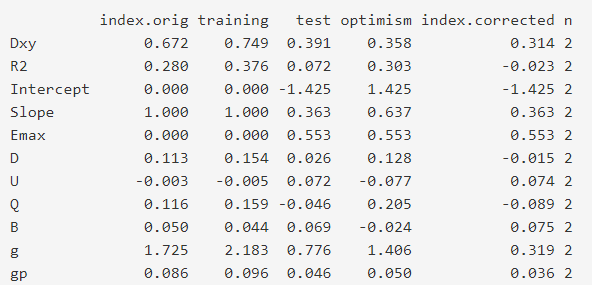 index.orig training test optimism index.corrected n
Dxy 0.672 0.749 0.391 0.358 0.314 2
R2 0.280 0.376 0.072 0.303 -0.023 2
Intercept 0.000 0.000 -1.425 1.425 -1.425 2
Slope 1.000 1.000 0.363 0.637 0.363 2
Emax 0.000 0.000 0.553 0.553 0.553 2
D 0.113 0.154 0.026 0.128 -0.015 2
U -0.003 -0.005 0.072 -0.077 0.074 2
Q 0.116 0.159 -0.046 0.205 -0.089 2
B 0.050 0.044 0.069 -0.024 0.075 2
g 1.725 2.183 0.776 1.406 0.319 2
gp 0.086 0.096 0.046 0.050 0.036 2